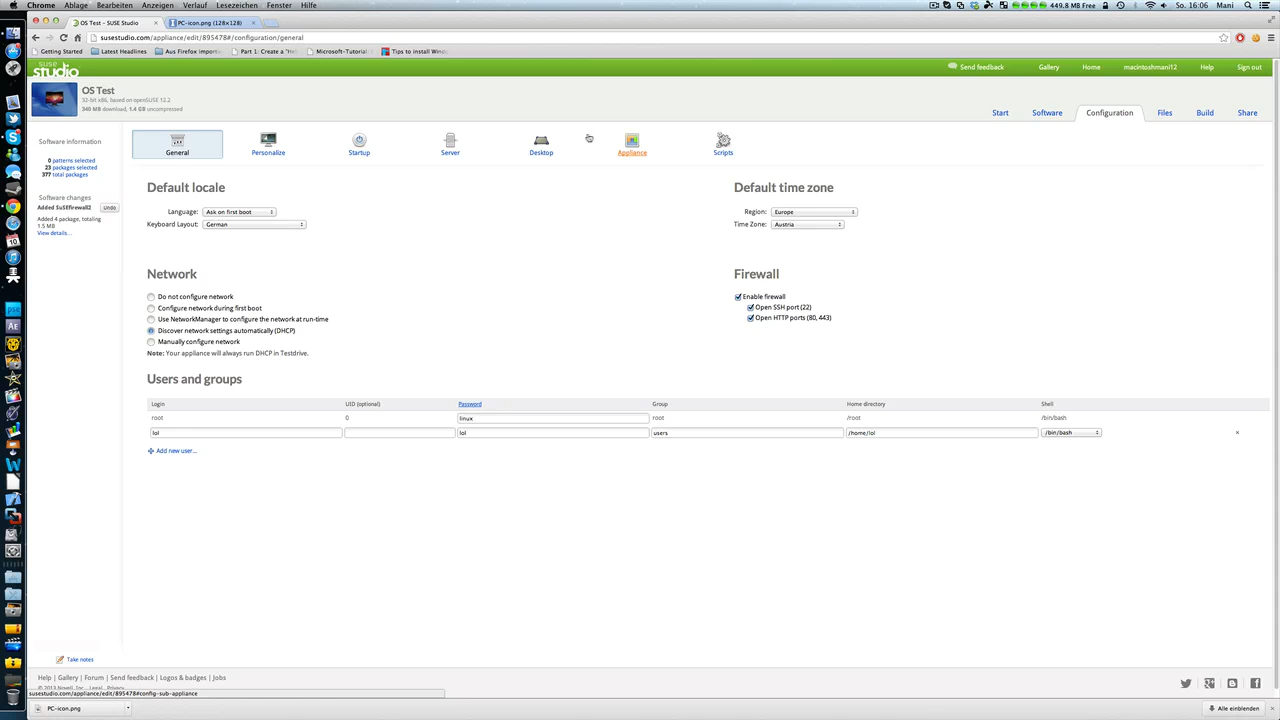 Chrome Ablage Bearbeiten Anzeigen Verlauf Lesezeichen Fenster Hilfe 449.8 MB Free So. 16:06 Mani
OS Test – SUSE Studio PC-icon.png (128×128)
susestudio.com/appliance/edit/895478#/configuration/general
Getting Started Latest Headlines Aus Firefox importi... Part 1: Create a "He Microsoft-Tutorial Tips to Install Wind
suse studio
Send feedback Gallery Home macintoshmani12 Help Sign out
OS Test
32-bit x86, based on openSUSE 12.2
340 MB download, 1.4 GB uncompressed
Start Software Configuration Files Build Share
Software information
0 patterns selected
23 packages selected
377 total packages
Software changes
Added SuSEfirewall2 Undo
Added 4 package, totaling
1.5 MB
View details...
General Personalize Startup Server Desktop Appliance Scripts
Default locale
Language: Ask on first boot
Keyboard Layout: German
Default time zone
Region: Europe
Time Zone: Austria
Network
Do not configure network
Configure network during first boot
Use NetworkManager to configure the network at run-time
Discover network settings automatically (DHCP)
Manually configure network
Note: Your appliance will always run DHCP in Testdrive.
Firewall
Enable firewall
Open SSH port (22)
Open HTTP ports (80, 443)
Users and groups
Login UID (optional) Password Group Home directory Shell
root 0 linux root /root /bin/bash
lol lol users /home/lol /bin/bash ×
Add new user...
Take notes
Help | Gallery | Forum | Send feedback | Logos & badges | Jobs
© 2013 Novell, Inc. Legal Privacy
susestudio.com/appliance/edit/895478#config-sub-appliance
PC-icon.png Alle einblenden